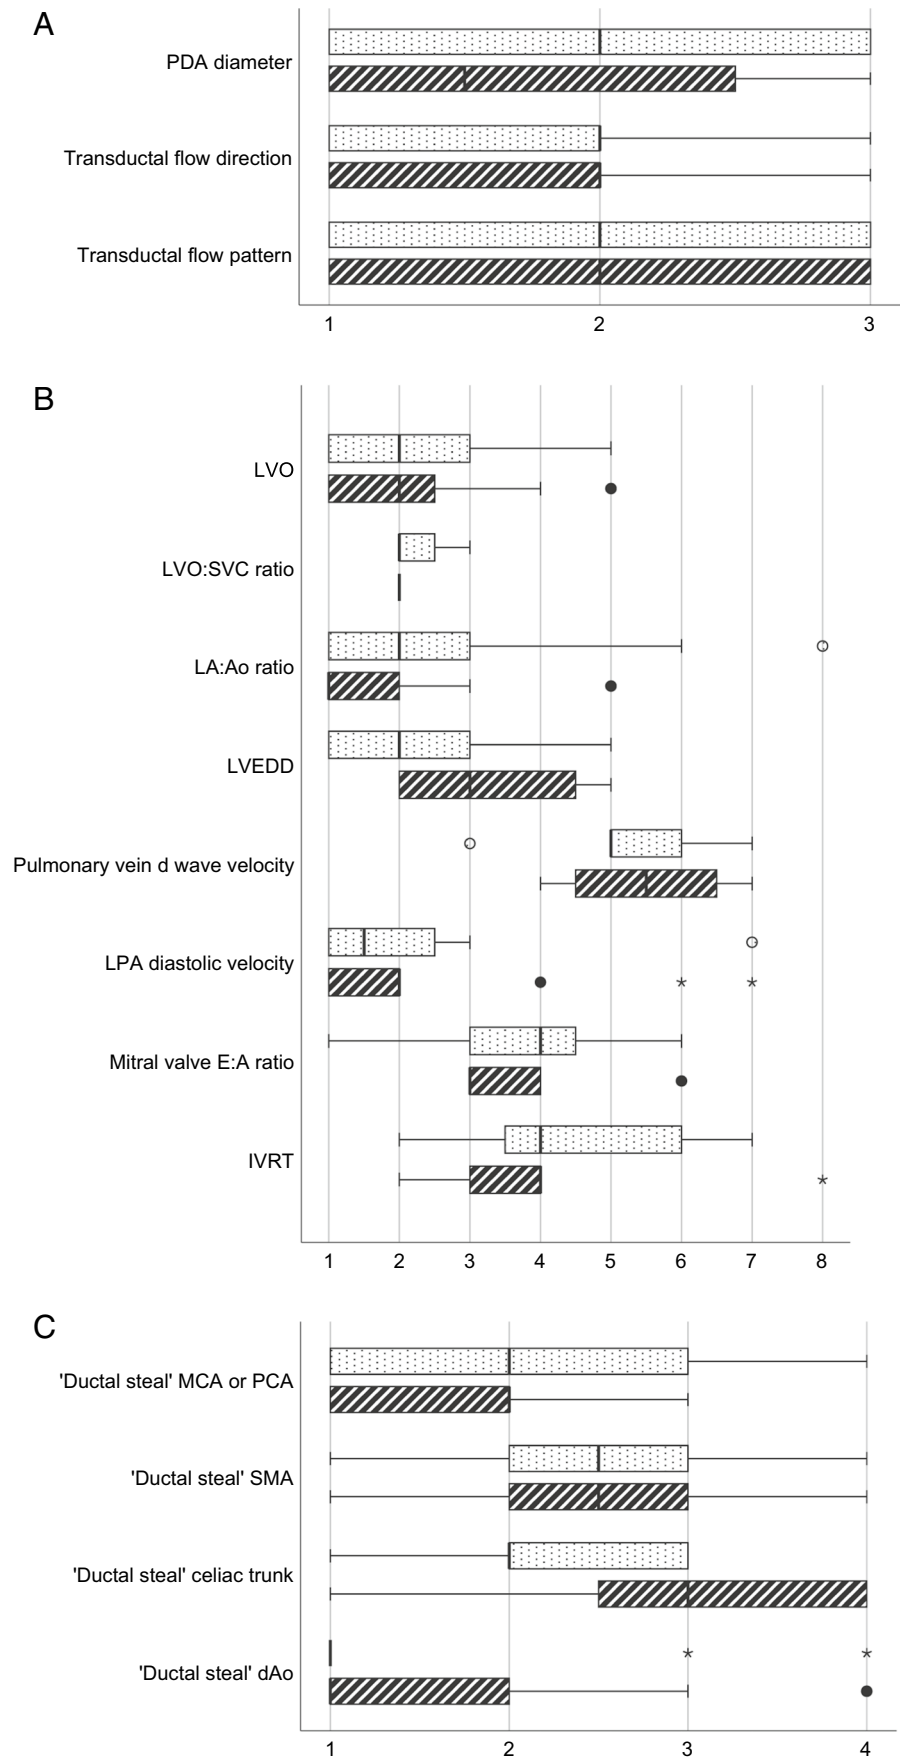 A
PDA diameter
Transductal flow direction
Transductal flow pattern
1 2 3
B
LVO
LVO:SVC ratio
LA:Ao ratio
LVEDD
Pulmonary vein d wave velocity
LPA diastolic velocity
Mitral valve E:A ratio
IVRT
1 2 3 4 5 6 7 8
C
'Ductal steal' MCA or PCA
'Ductal steal' SMA
'Ductal steal' celiac trunk
'Ductal steal' dAo
1 2 3 4